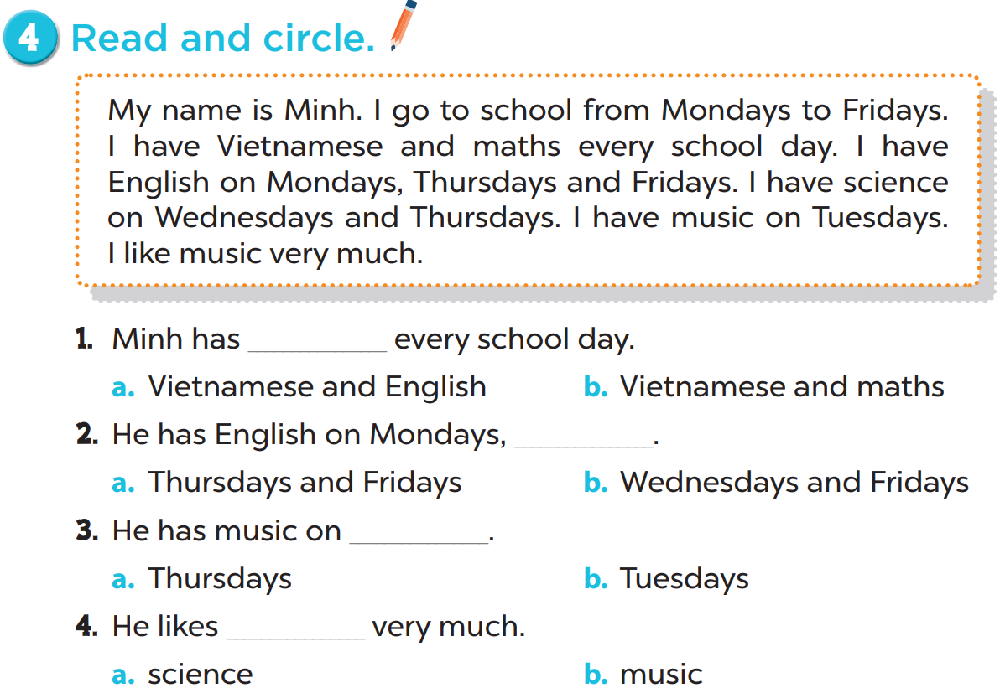 4 Read and circle.
My name is Minh. I go to school from Mondays to Fridays.
I have Vietnamese and maths every school day. I have
English on Mondays, Thursdays and Fridays. I have science
on Wednesdays and Thursdays. I have music on Tuesdays.
I like music very much.
1. Minh has __________ every school day.
a. Vietnamese and English b. Vietnamese and maths
2. He has English on Mondays, __________.
a. Thursdays and Fridays b. Wednesdays and Fridays
3. He has music on __________.
a. Thursdays b. Tuesdays
4. He likes __________ very much.
a. science b. music